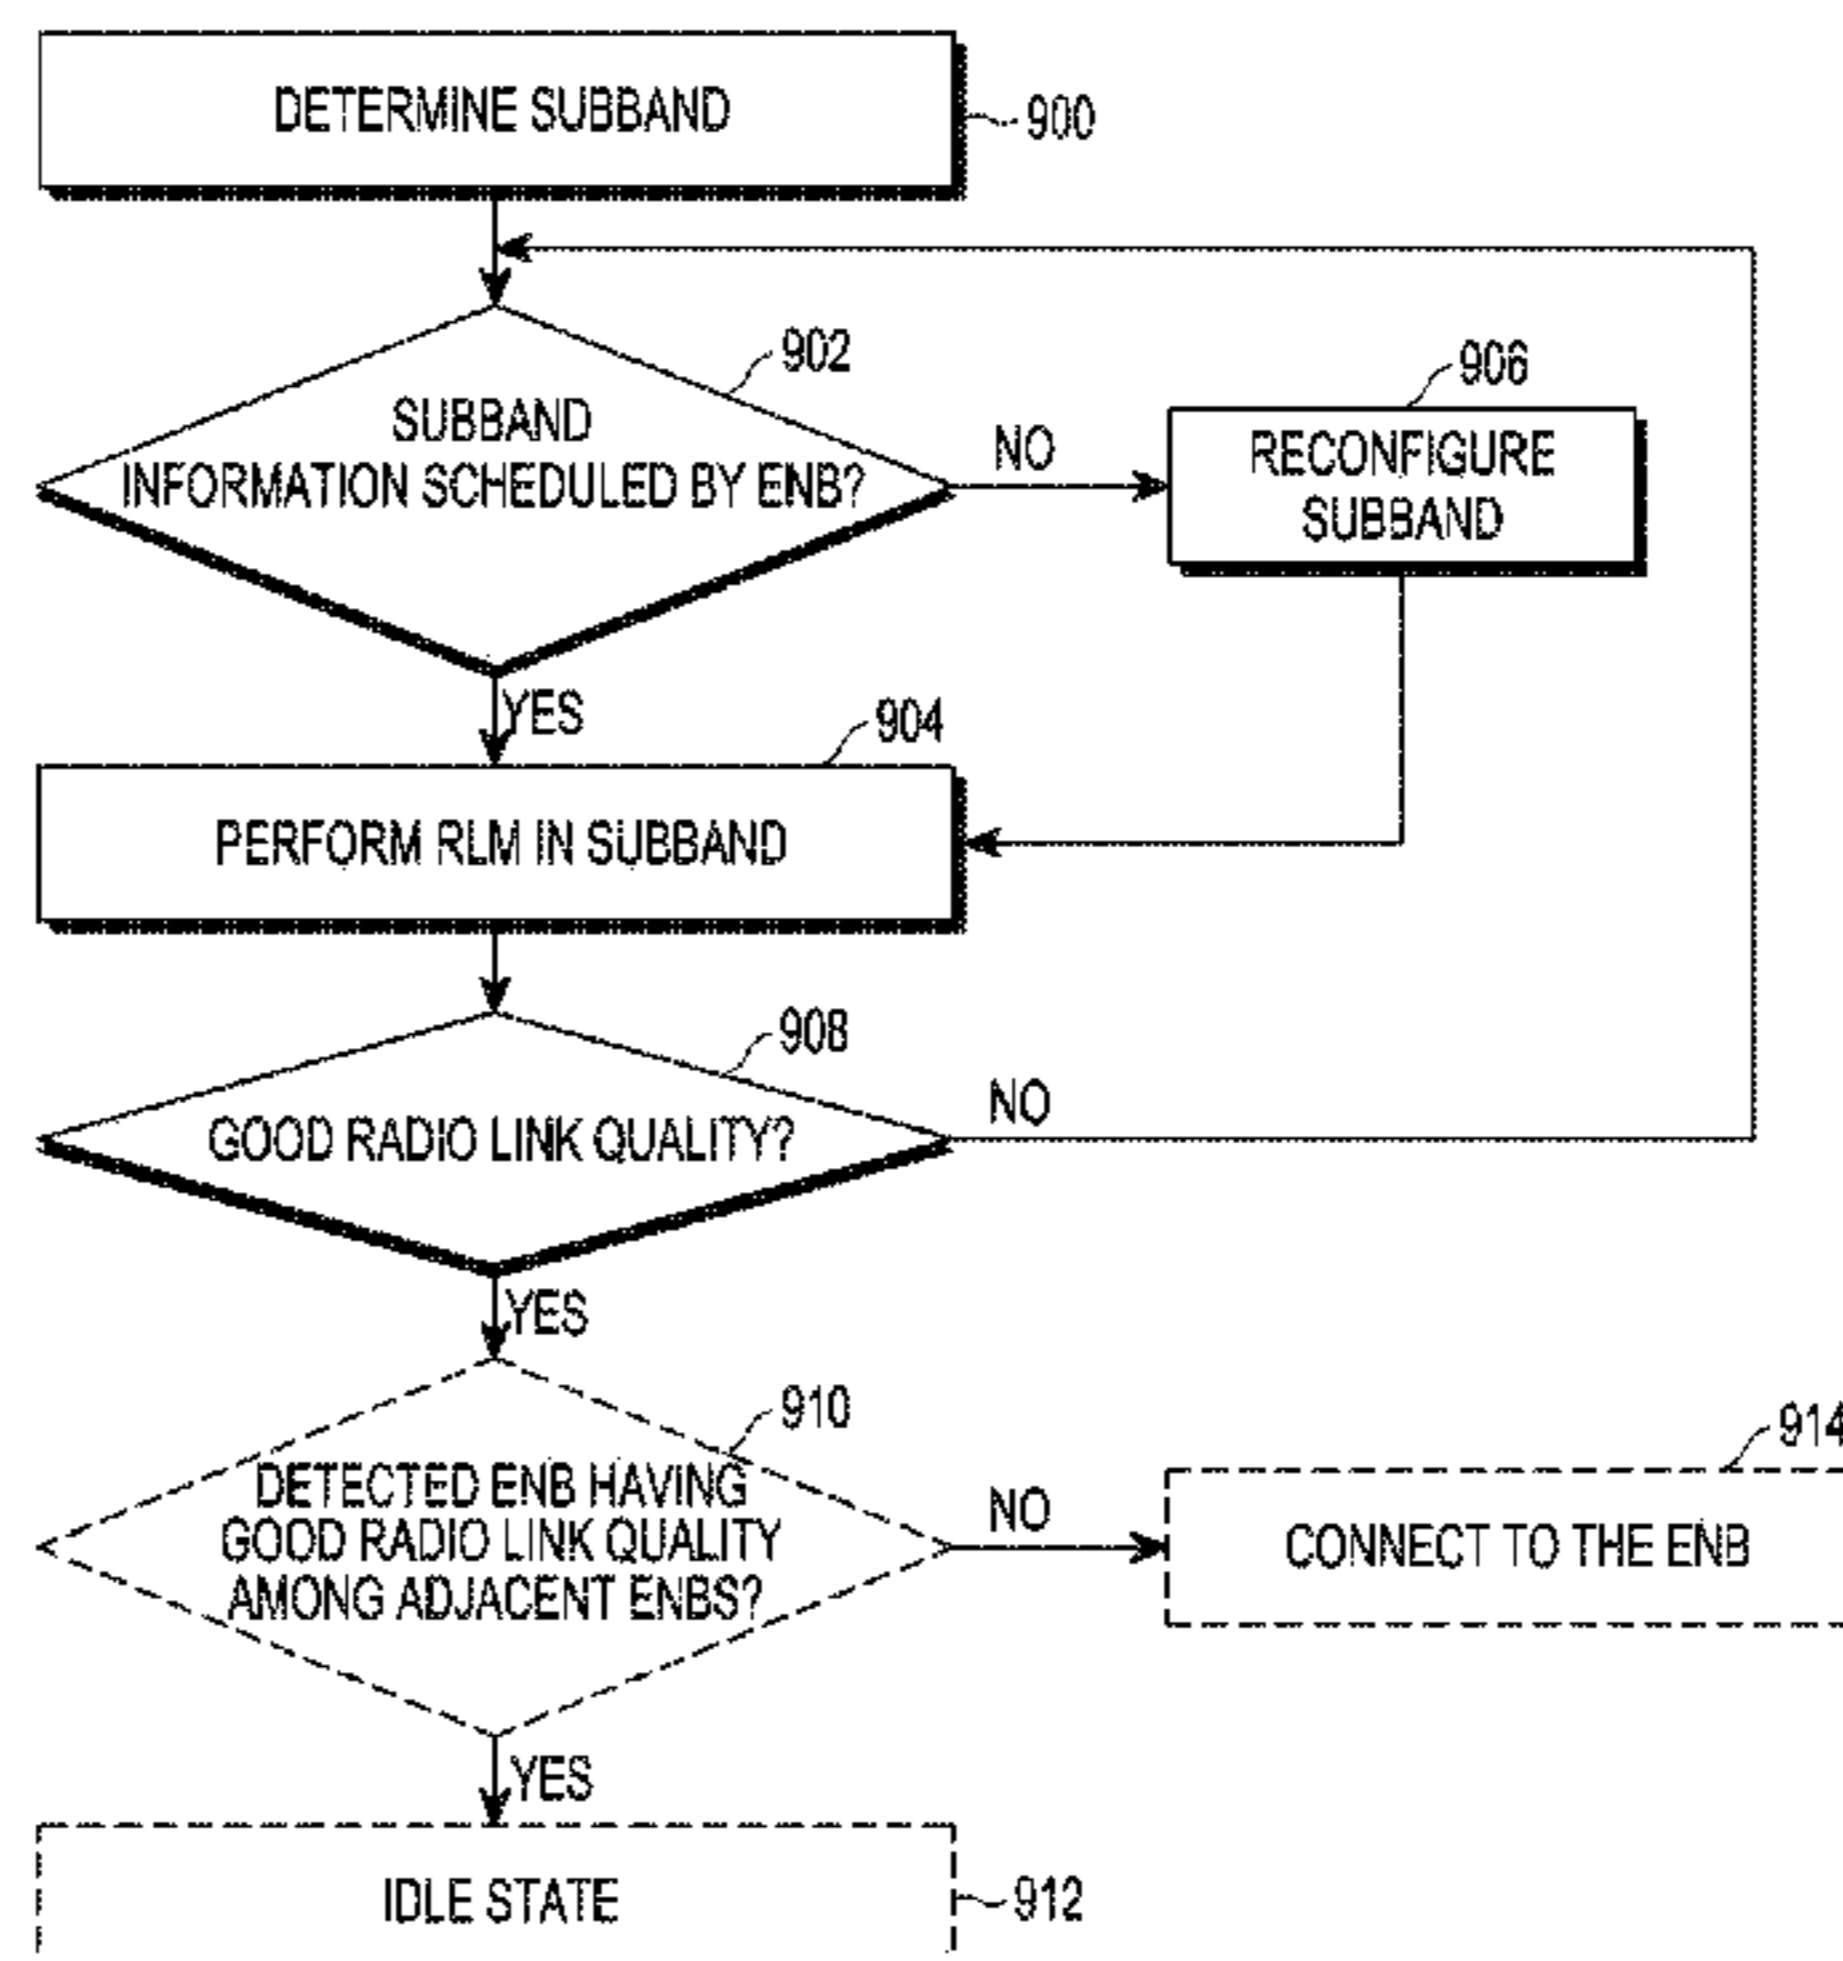 DETERMINE SUBBAND
900
902
SUBBAND
INFORMATION SCHEDULED BY ENB?
NO
906
RECONFIGURE
SUBBAND
YES
904
PERFORM RLM IN SUBBAND
908
GOOD RADIO LINK QUALITY?
NO
YES
910
DETECTED ENB HAVING
GOOD RADIO LINK QUALITY
AMONG ADJACENT ENBS?
NO
914
CONNECT TO THE ENB
YES
IDLE STATE
912